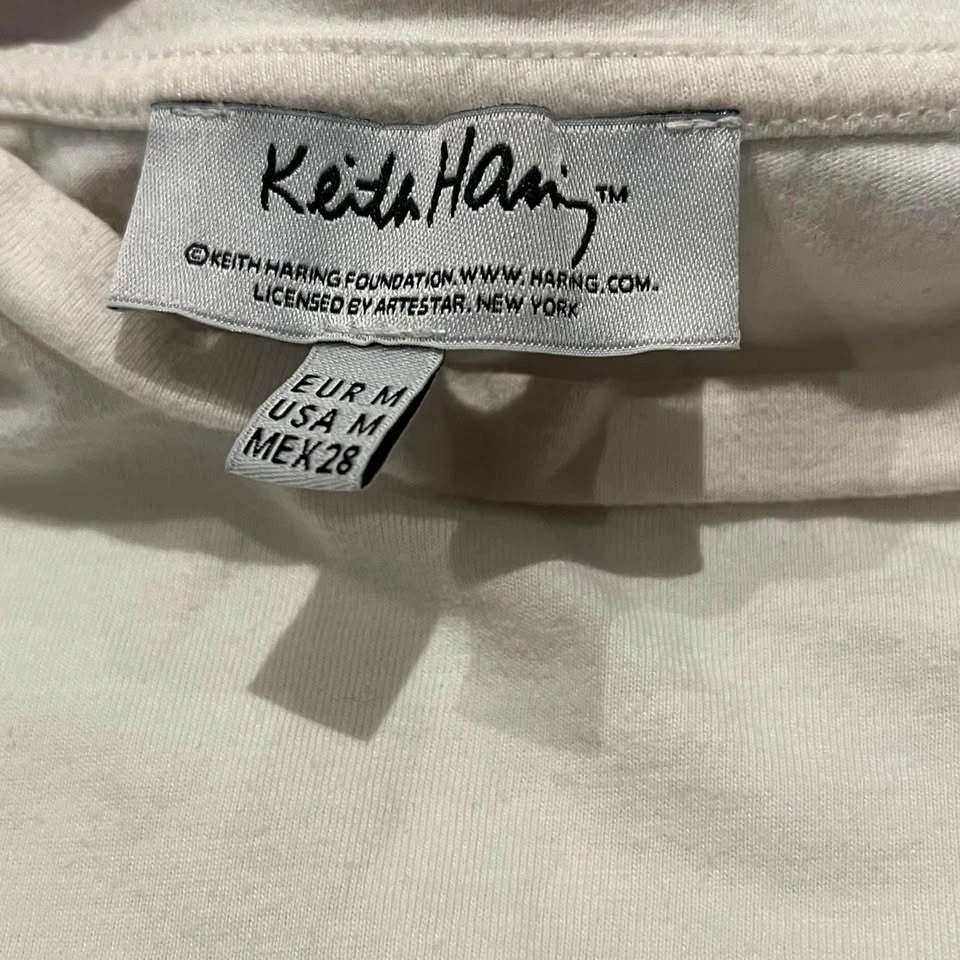 Keith Haring™
©KEITH HARING FOUNDATION.WWW.HARING.COM.
LICENSED BY ARTESTAR. NEW YORK
EUR M
USA M
MEX 28